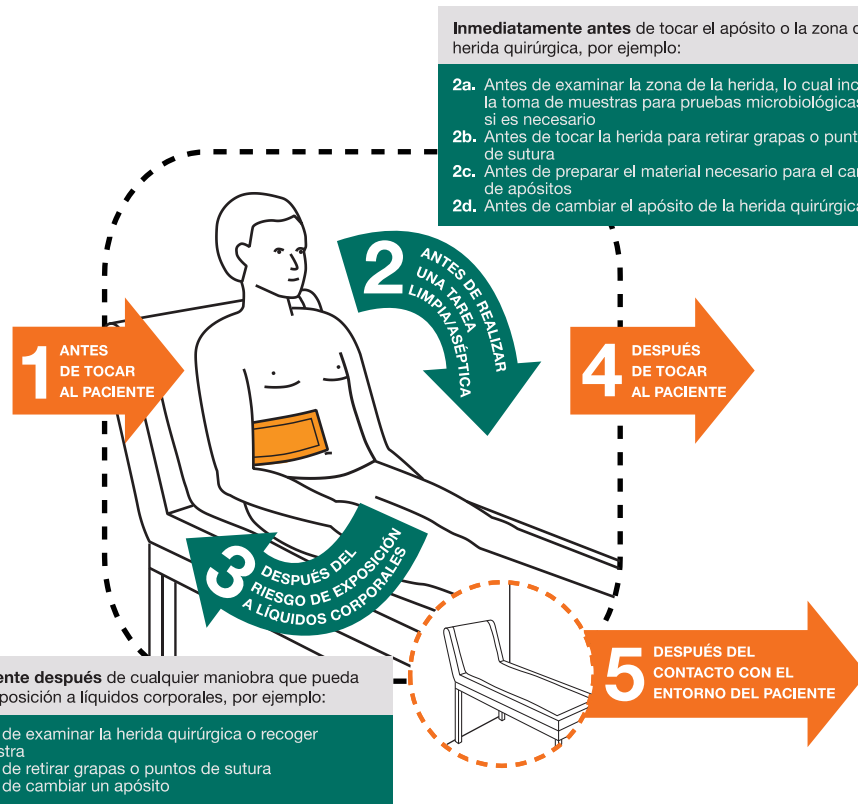 Inmediatamente antes de tocar el apósito o la zona
herida quirúrgica, por ejemplo:
2a. Antes de examinar la zona de la herida, lo cual
la toma de muestras para pruebas microbiológicas
si es necesario
2b. Antes de tocar la herida para retirar grapas o
de sutura
2c. Antes de preparar el material necesario para el
de apósitos
2d. Antes de cambiar el apósito de la herida quirúrgica
2 ANTES DE REALIZAR
UNA TAREA
LIMPIA/ASÉPTICA
1 ANTES
DE TOCAR
AL PACIENTE
4 DESPUÉS
DE TOCAR
AL PACIENTE
3 DESPUÉS DEL
RIESGO DE EXPOSICIÓN
A LÍQUIDOS CORPORALES
5 DESPUÉS DEL
CONTACTO CON EL
ENTORNO DEL PACIENTE
después de cualquier maniobra que pueda
a líquidos corporales, por ejemplo:
de examinar la herida quirúrgica o recoger
de retirar grapas o puntos de sutura
de cambiar un apósito